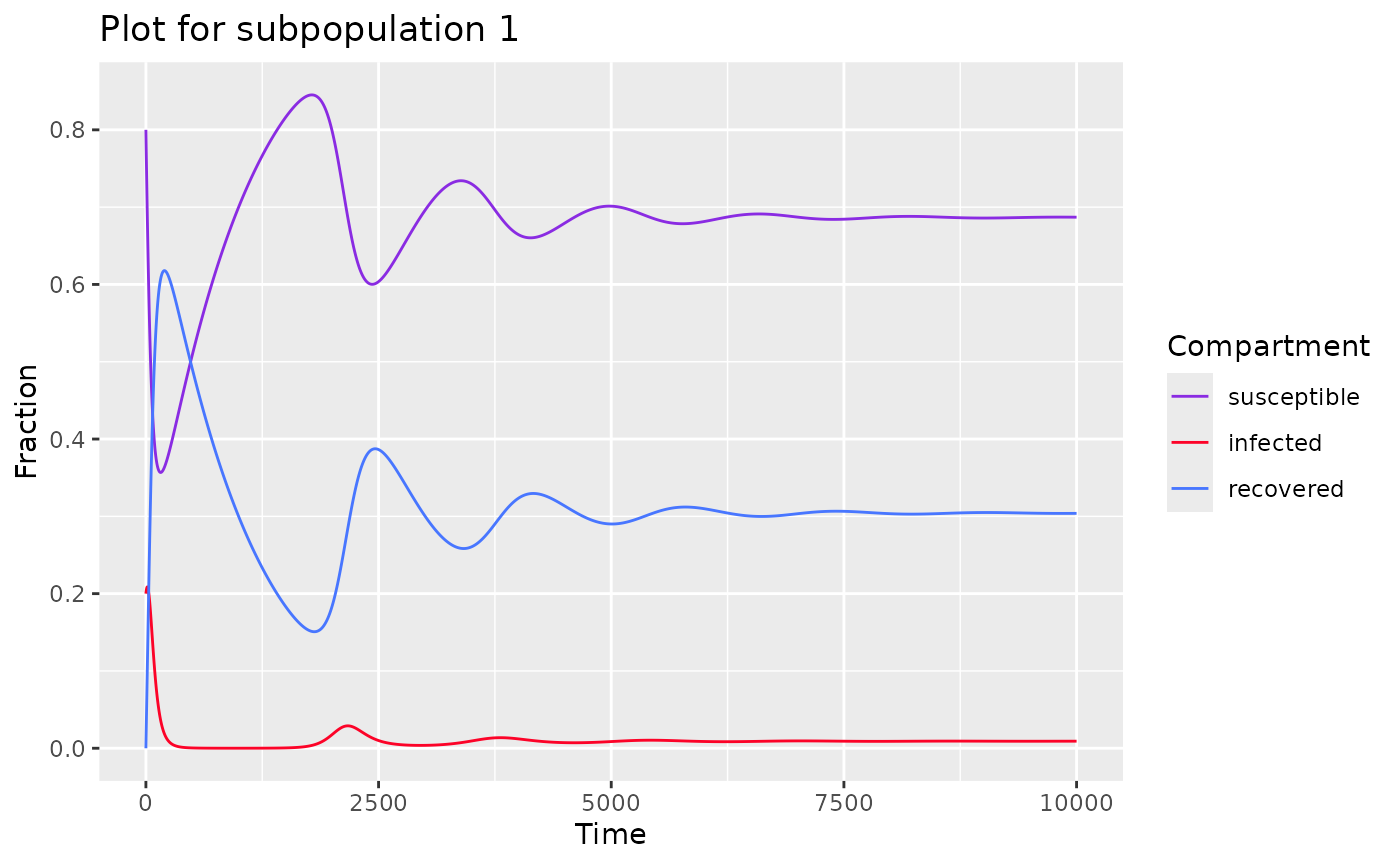 Plot for subpopulation 1
Fraction
0.8
0.6
0.4
0.2
0.0
0
2500
5000
7500
10000
Time
Compartment
susceptible
infected
recovered